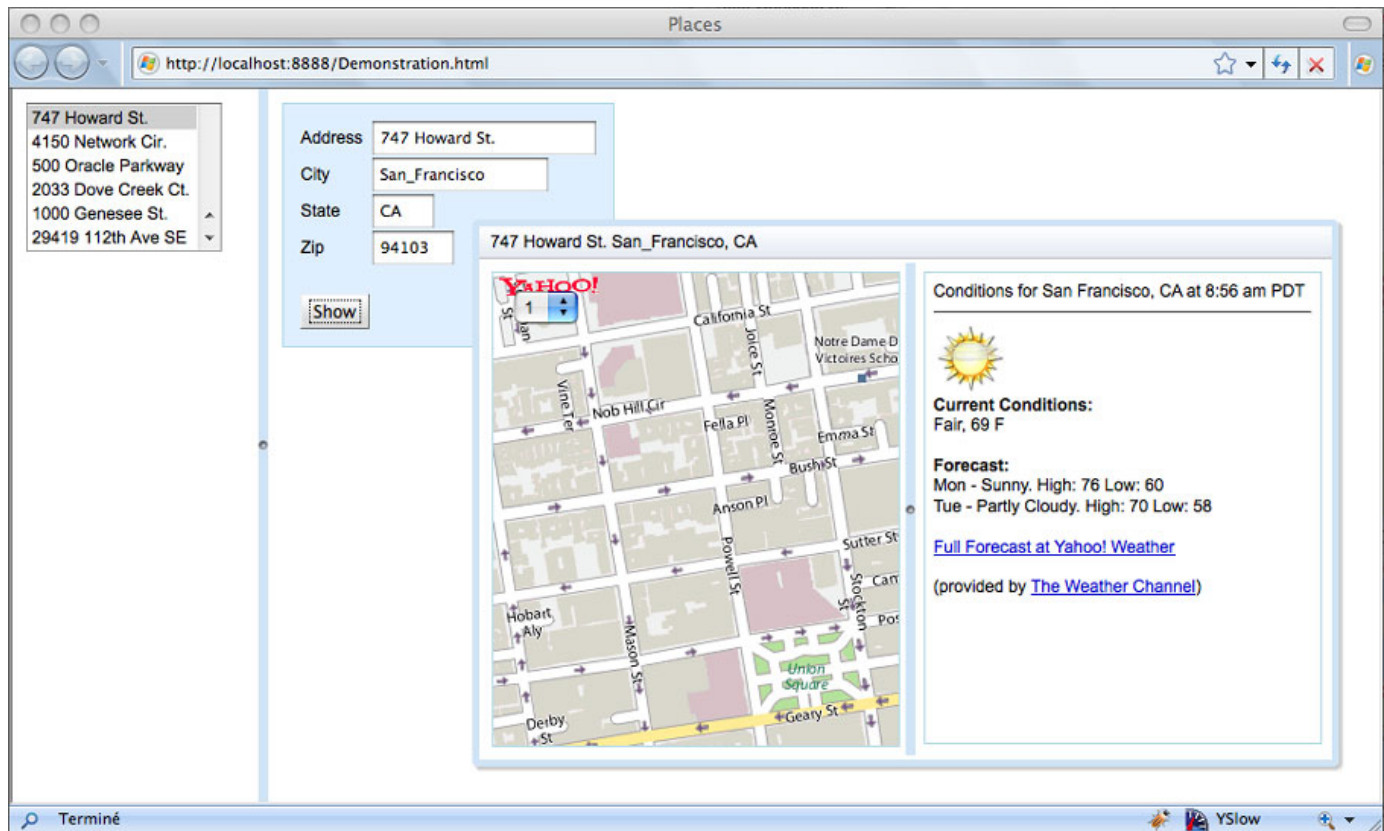 Places
http://localhost:8888/Demonstration.html
747 Howard St.
4150 Network Cir.
500 Oracle Parkway
2033 Dove Creek Ct.
1000 Genesee St.
29419 112th Ave SE
Address 747 Howard St.
City San_Francisco
State CA
Zip 94103
Show
747 Howard St. San_Francisco, CA
YAHOO!
1
St
California St
Joice St
Notre Dame D
Victoires Scho
Vine Ter
Nob Hill Cir
Fella Pl
Monroe St
Emma St
Bush St
Anson Pl
Powell St
Sutter St
Stockton St
Cam
Pos
Hobart Aly
Mason St
Union Square
Derby St
Geary St
Conditions for San Francisco, CA at 8:56 am PDT
Current Conditions:
Fair, 69 F
Forecast:
Mon - Sunny. High: 76 Low: 60
Tue - Partly Cloudy. High: 70 Low: 58
Full Forecast at Yahoo! Weather
(provided by The Weather Channel)
Terminé
YSlow